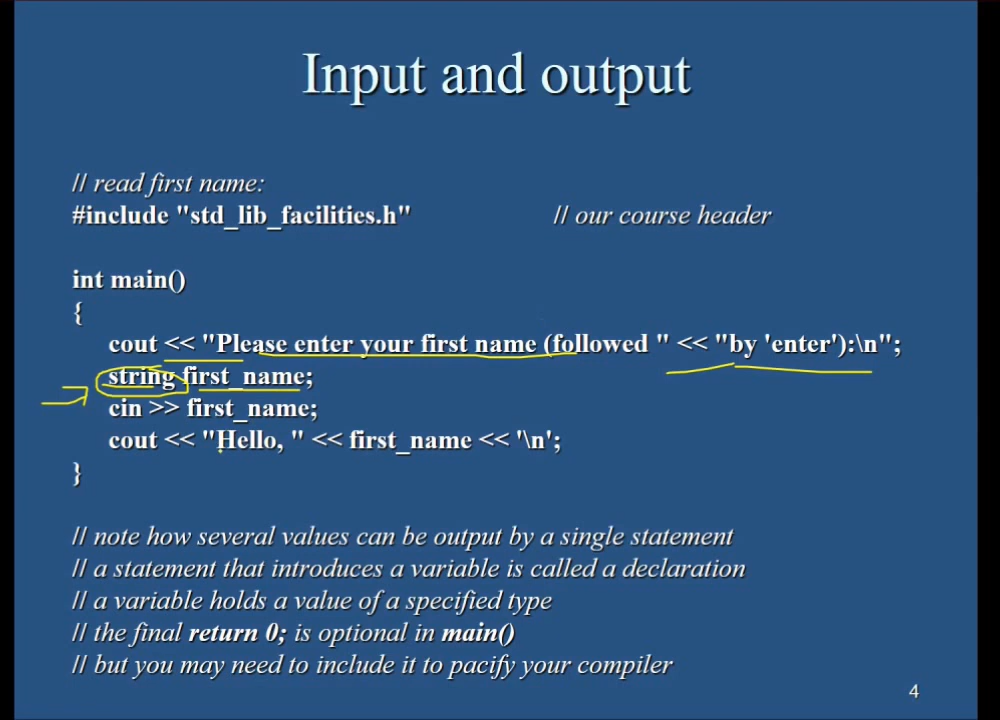 Input and output
// read first name:
#include "std_lib_facilities.h" // our course header
int main()
{
cout << "Please enter your first name (followed " << "by 'enter'):\n";
string first_name;
cin >> first_name;
cout << "Hello, " << first_name << '\n';
}
// note how several values can be output by a single statement
// a statement that introduces a variable is called a declaration
// a variable holds a value of a specified type
// the final return 0; is optional in main()
// but you may need to include it to pacify your compiler
4